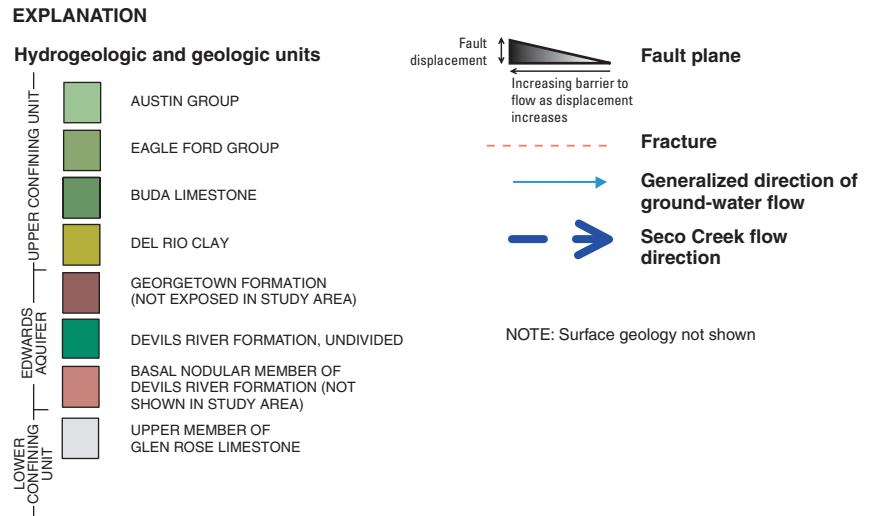 EXPLANATION
Hydrogeologic and geologic units
UPPER CONFINING UNIT
AUSTIN GROUP
EAGLE FORD GROUP
BUDA LIMESTONE
DEL RIO CLAY
EDWARDS
AQUIFER
GEORGETOWN FORMATION
(NOT EXPOSED IN STUDY AREA)
DEVILS RIVER FORMATION, UNDIVIDED
BASAL NODULAR MEMBER OF
DEVILS RIVER FORMATION (NOT
SHOWN IN STUDY AREA)
LOWER
CONFINING
UNIT
UPPER MEMBER OF
GLEN ROSE LIMESTONE
Fault
displacement
Increasing barrier to
flow as displacement
increases
Fault plane
Fracture
Generalized direction of
ground-water flow
Seco Creek flow
direction
NOTE: Surface geology not shown